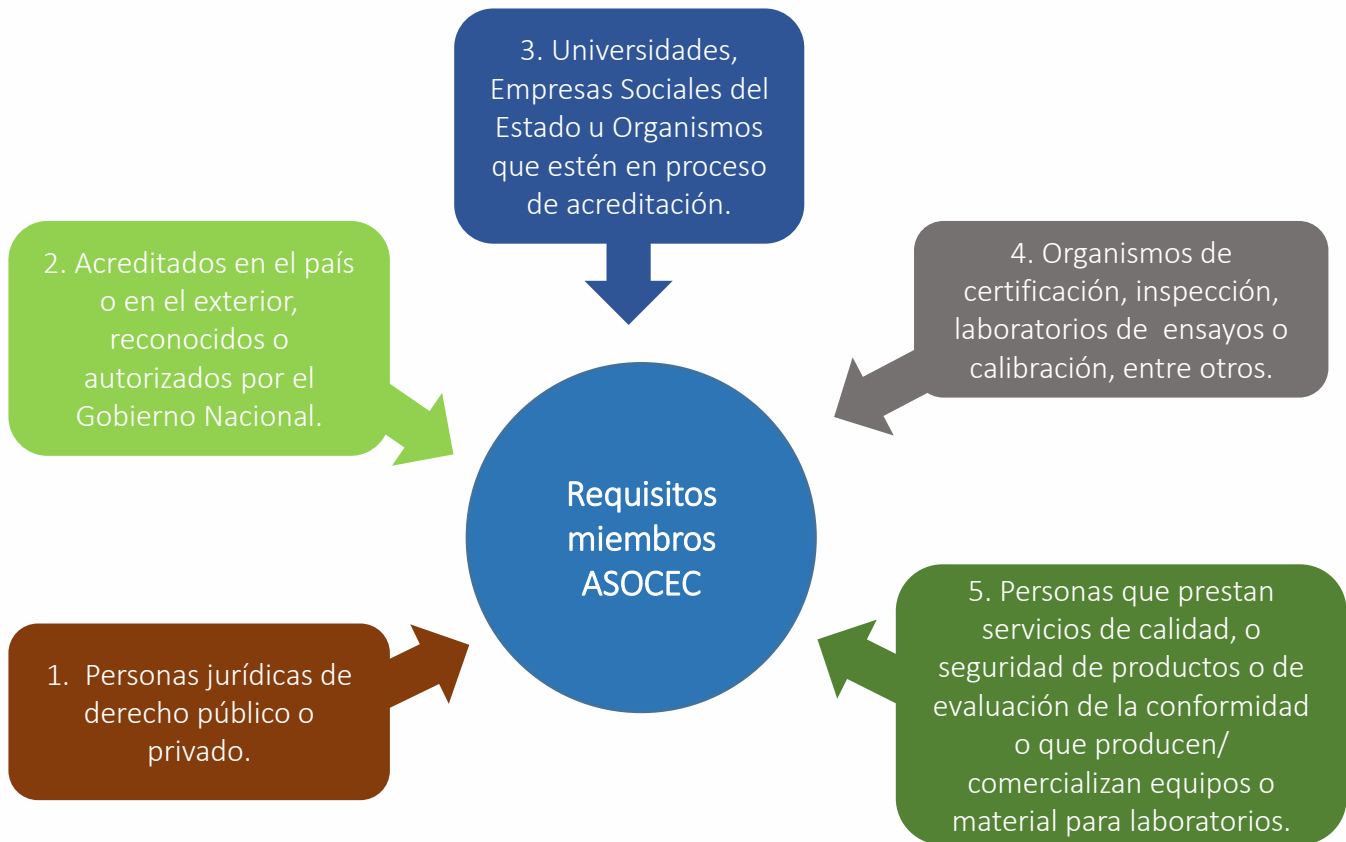 3. Universidades,
Empresas Sociales del
Estado u Organismos
que estén en proceso
de acreditación.
2. Acreditados en el país
o en el exterior,
reconocidos o
autorizados por el
Gobierno Nacional.
4. Organismos de
certificación, inspección,
laboratorios de ensayos o
calibración, entre otros.
Requisitos
miembros
ASOCEC
1. Personas jurídicas de
derecho público o
privado.
5. Personas que prestan
servicios de calidad, o
seguridad de productos o de
evaluación de la conformidad
o que producen/
comercializan equipos o
material para laboratorios.